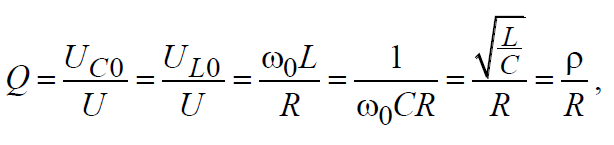 Q = U_{C0}/U = U_{L0}/U = ω₀L/R = 1/(ω₀CR) = √(L/C)/R = ρ/R,